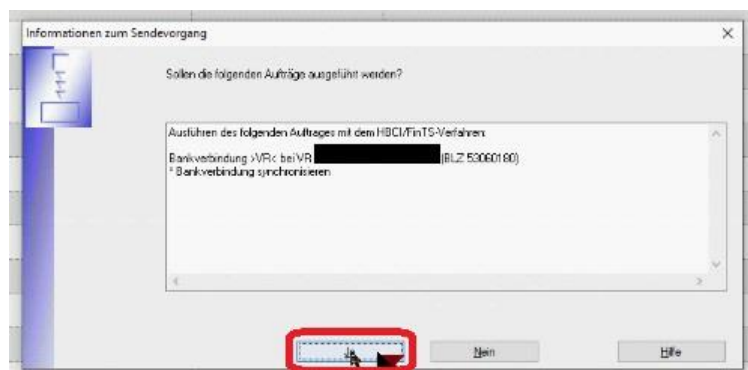 Informationen zum Sendevorgang
Sollen die folgenden Aufträge ausgeführt werden?
Ausführen des folgenden Auftrages mit dem HBCI/FinTS-Verfahren:
Bankverbindung >VR< bei VR (BLZ 53060180)
* Bankverbindung synchronisieren
Nein
Hilfe